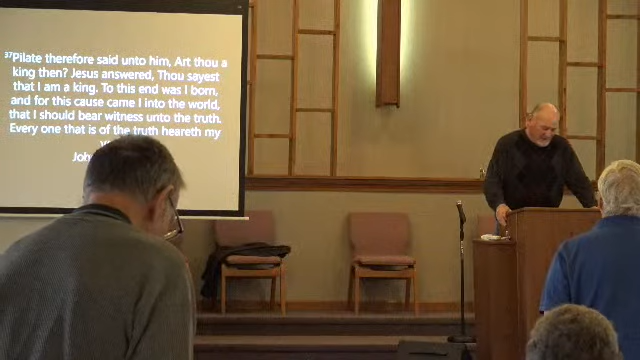 37Pilate therefore said unto him, Art thou a
king then? Jesus answered, Thou sayest
that I am a king. To this end was I born,
and for this cause came I into the world,
that I should bear witness unto the truth.
Every one that is of the truth heareth my